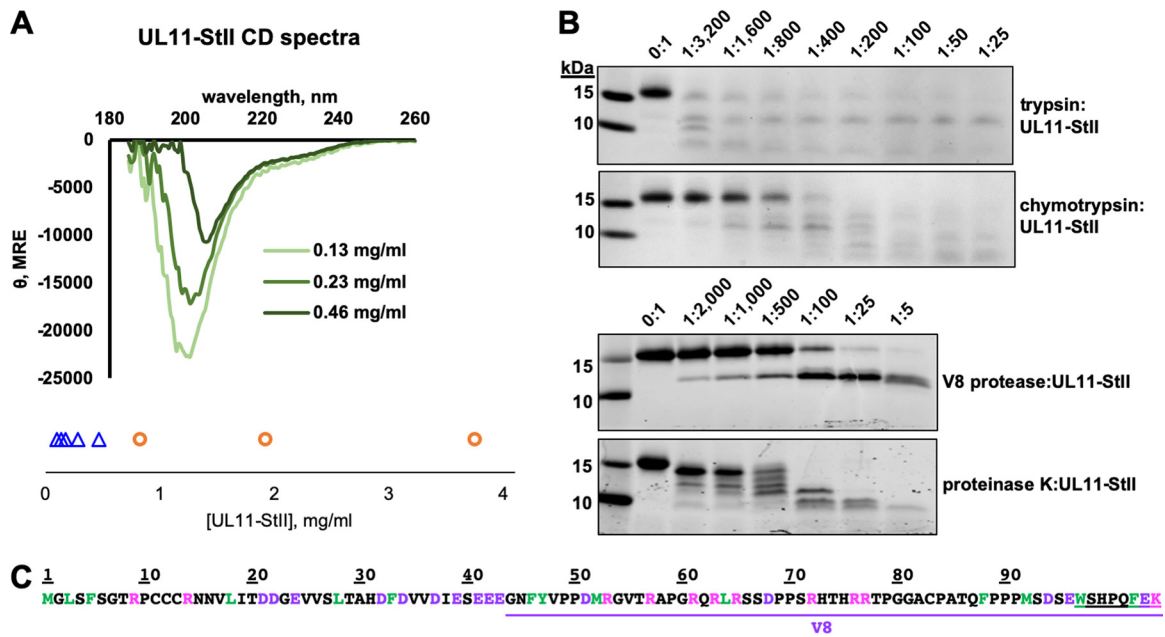 A
UL11-StII CD spectra
wavelength, nm
180 200 220 240 260
0
-5000
-10000
-15000
-20000
-25000
θ, MRE
0.13 mg/ml
0.23 mg/ml
0.46 mg/ml
0 1 2 3 4
[UL11-StII], mg/ml
B
0:1 1:3,200 1:1,600 1:800 1:400 1:200 1:100 1:50 1:25
kDa
15
10
trypsin:
UL11-StII
15
10
chymotrypsin:
UL11-StII
0:1 1:2,000 1:1,000 1:500 1:100 1:25 1:5
15
10
V8 protease:UL11-StII
15
10
proteinase K:UL11-StII
C
1 10 20 30 40 50 60 70 80 90
MGLSFSGTRPCCCRNNVLITDDGEVVSLTAHDFDVVDIESEEEGNFYVPPDMRGVTRAPGRQRLRSSDPPSRHTHRRTPGGACPATQFPPPMSDSEWSHPQFEK
V8